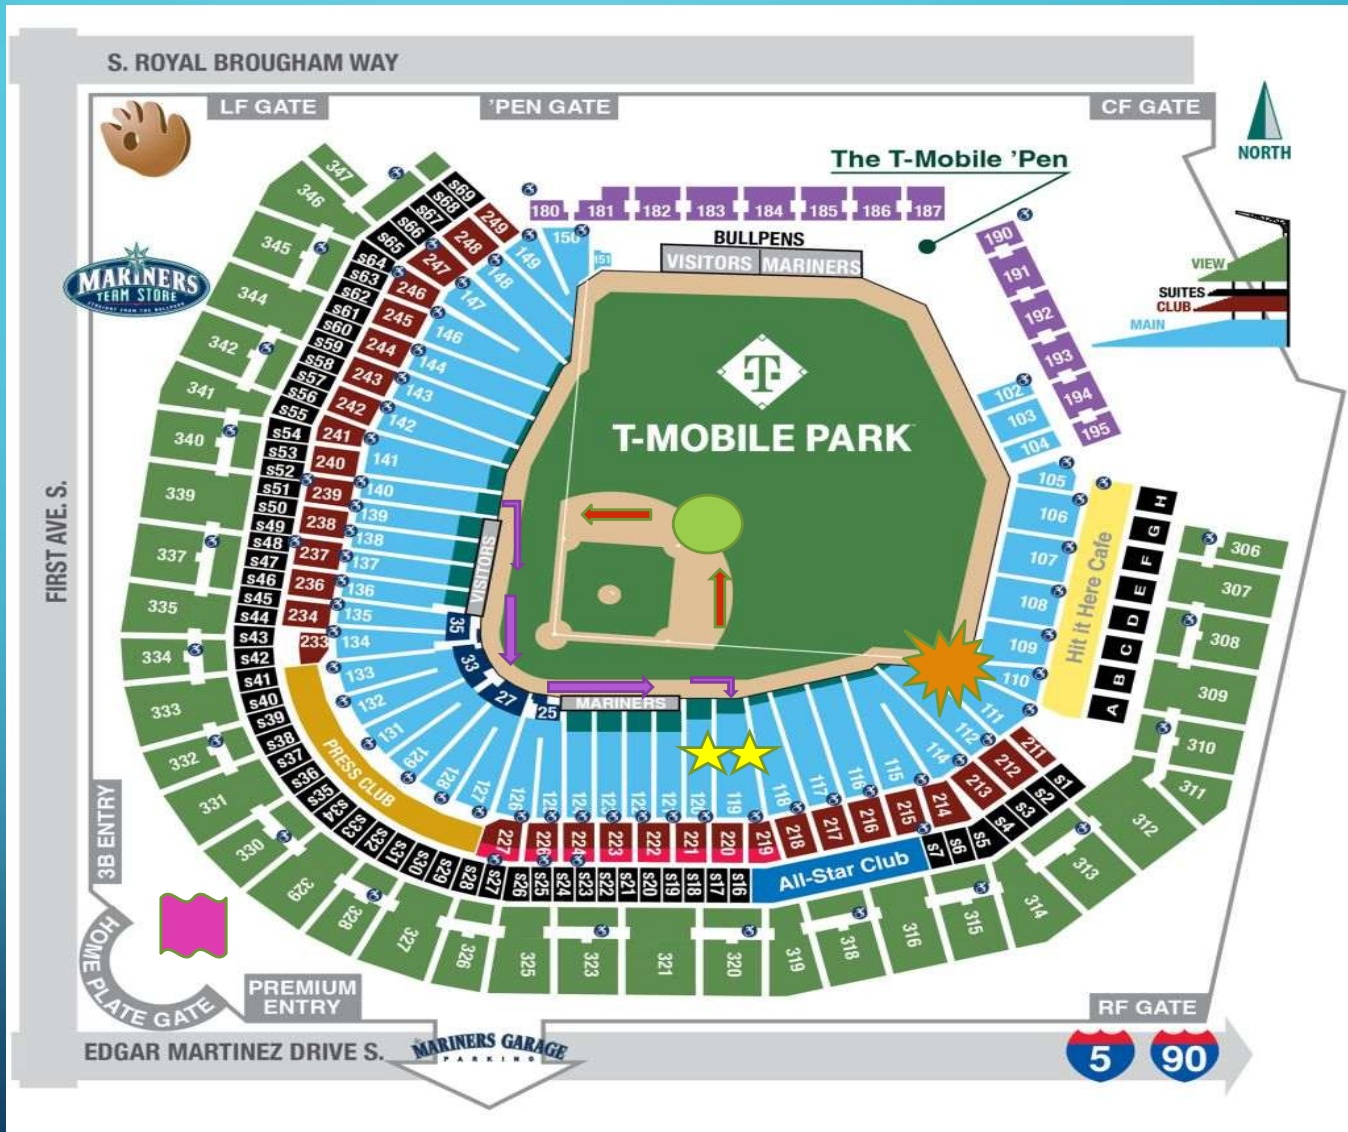 S. ROYAL BROUGHAM WAY
LF GATE
'PEN GATE
CF GATE
NORTH
The T-Mobile 'Pen
MARINERS
TEAM STORE
FIRST AVE. S.
3B ENTRY
HOME PLATE GATE
PREMIUM
ENTRY
RF GATE
EDGAR MARTINEZ DRIVE S.
MARINERS GARAGE
PARKING
5
90
VIEW
SUITES
CLUB
MAIN
BULLPENS
VISITORS
MARINERS
T
T-MOBILE PARK
VISITORS
MARINERS
Hit it Here Cafe
PRESS CLUB
All-Star Club
180 181 182 183 184 185 186 187
190
191
192
193
194
195
102
103
104
105
106
107
108
109
110
111
112
114
115
116
117
118
119
126
127
128
129
131
132
133
134
135
136
137
138
139
140
141
142
143
144
146
147
148
149
150
151
25
27
33
35
211
212
213
214
215
216
217
218
219
220
221
222
223
224
226
227
233
234
236
237
238
239
240
241
242
243
244
245
246
247
248
249
s1
s2
s3
s4
s5
s6
s7
s16
s17
s18
s19
s20
s21
s22
s23
s24
s25
s26
s27
s28
s29
s30
s31
s32
s33
s34
s35
s36
s37
s38
s39
s40
s41
s42
s43
s44
s45
s46
s47
s48
s49
s50
s51
s52
s53
s54
s55
s56
s57
s58
s59
s60
s61
s62
s63
s64
s65
s66
s67
s68
s69
H
G
F
E
D
C
B
A
306
307
308
309
310
311
312
313
314
315
316
318
319
320
321
323
325
326
327
328
329
330
331
332
333
334
335
337
339
340
341
342
344
345
346
347